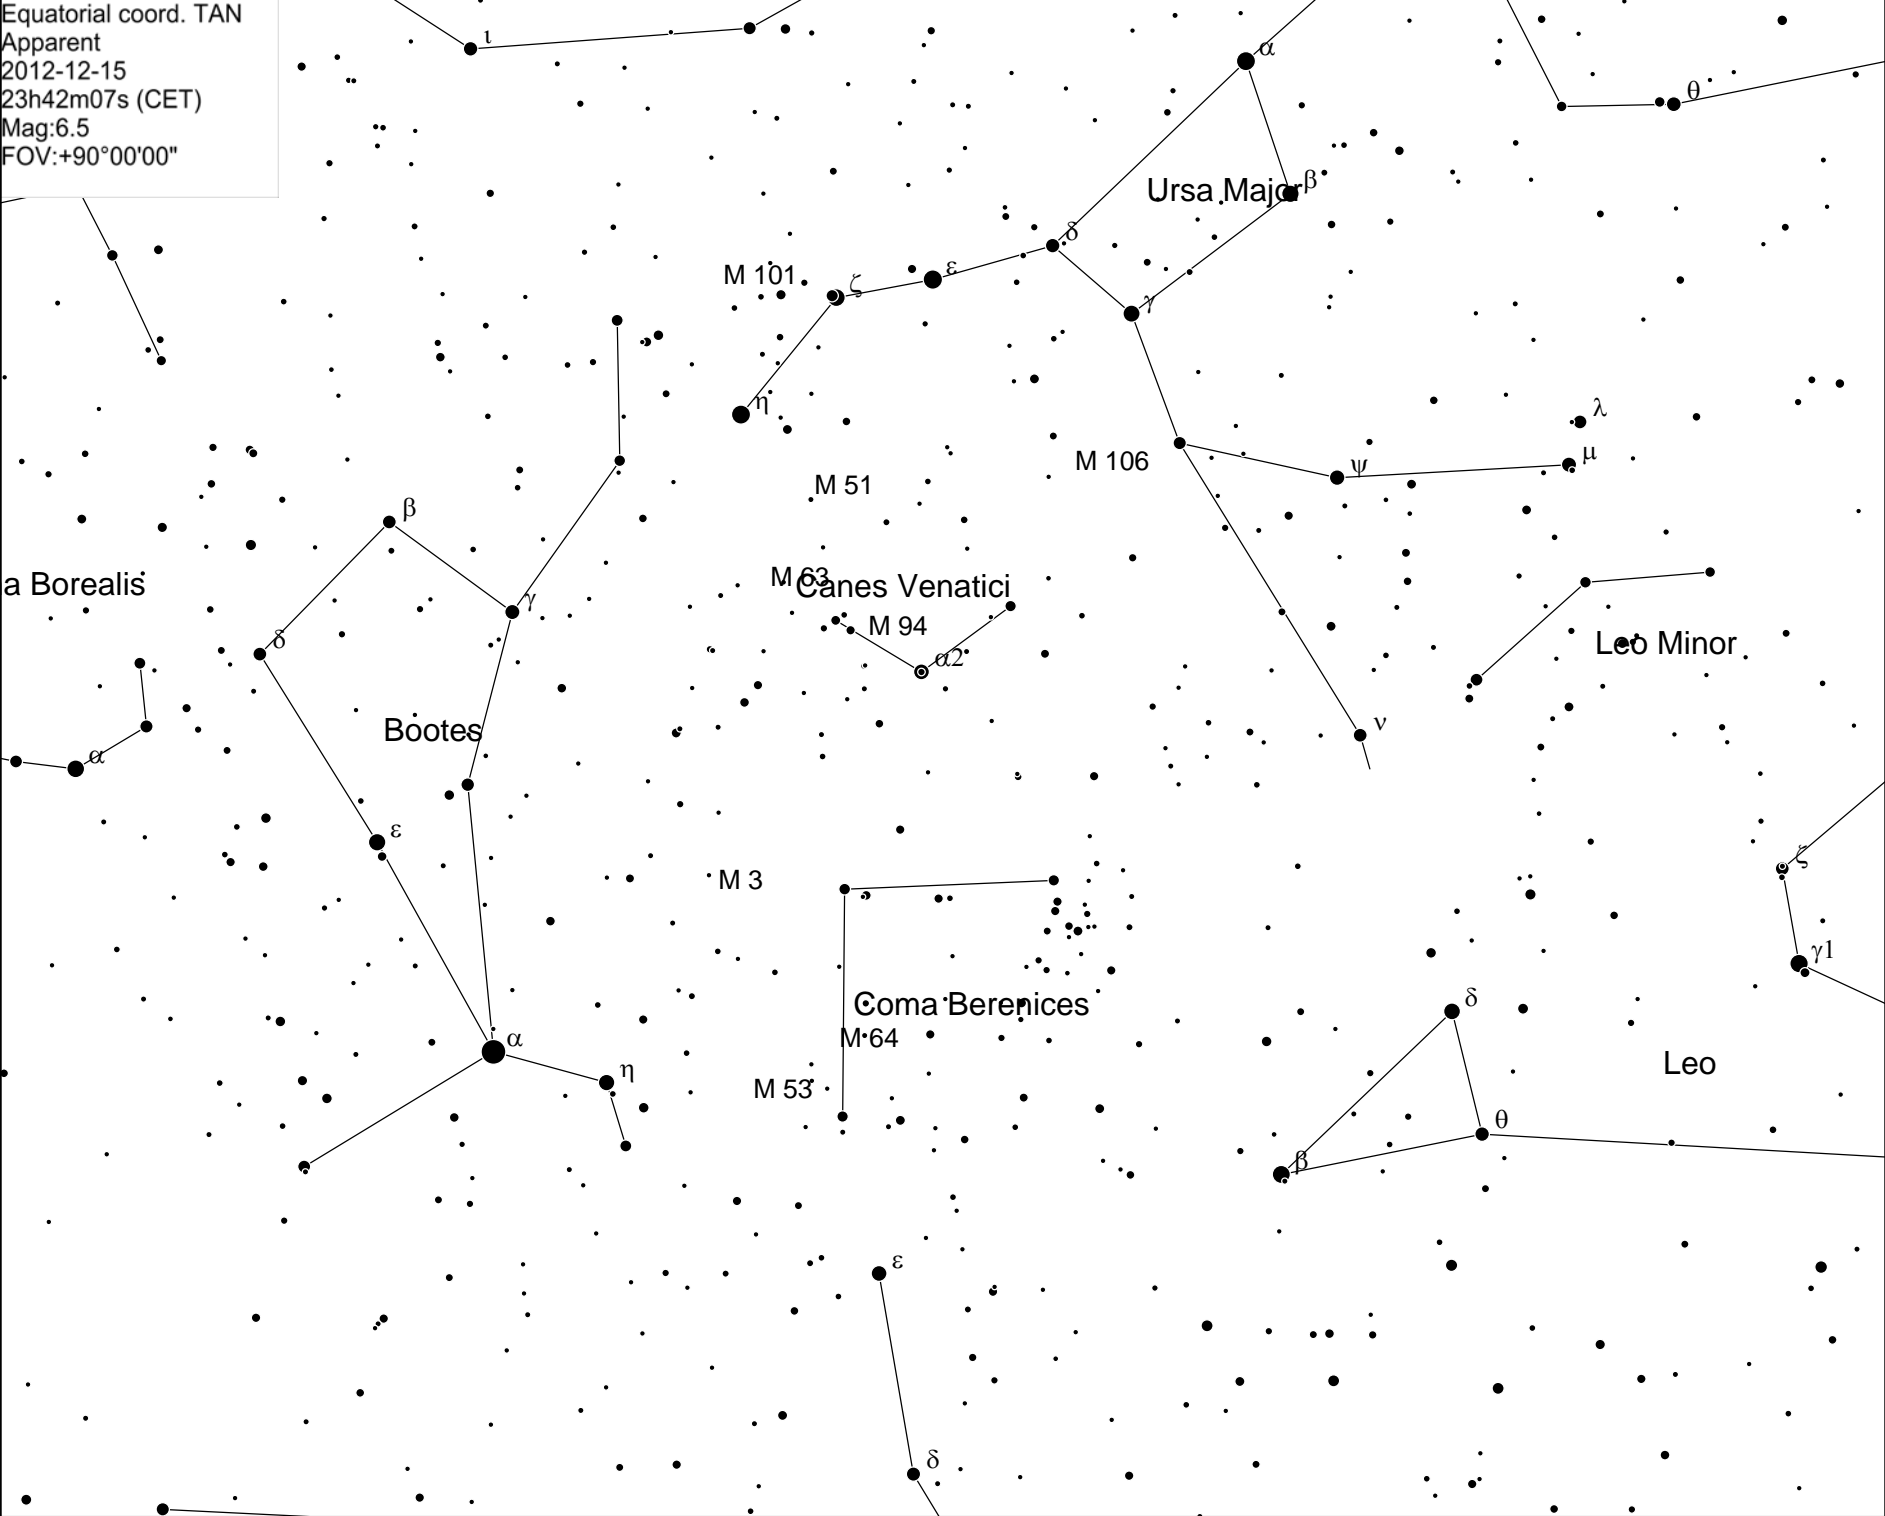 Equatorial coord. TAN
Apparent
2012-12-15
23h42m07s (CET)
Mag:6.5
FOV:+90°00'00"
ι
α
θ
Ursa Major
β
δ
M 101
ζ
ε
γ
η
λ
M 106
ψ
μ
M 51
β
a Borealis
M 63
Canes Venatici
γ
M 94
δ
α2
Leo Minor
Bootes
ν
α
ε
ζ
M 3
γ1
Coma Berenices
δ
α
M 64
Leo
η
M 53
θ
β
ε
δ